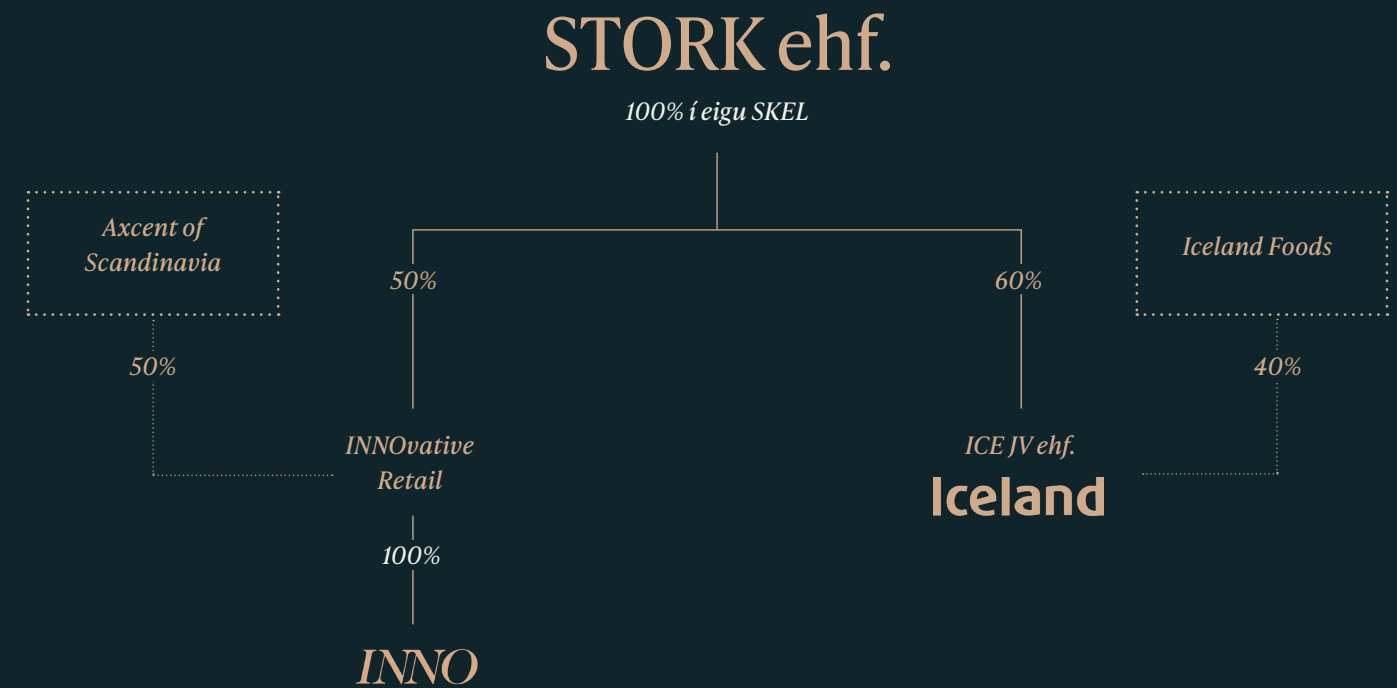 STORK ehf.
100% í eigu SKEL
Axcent of
Scandinavia
Iceland Foods
50%
60%
50%
40%
INNOvative
Retail
ICE JV ehf.
Iceland
100%
INNO